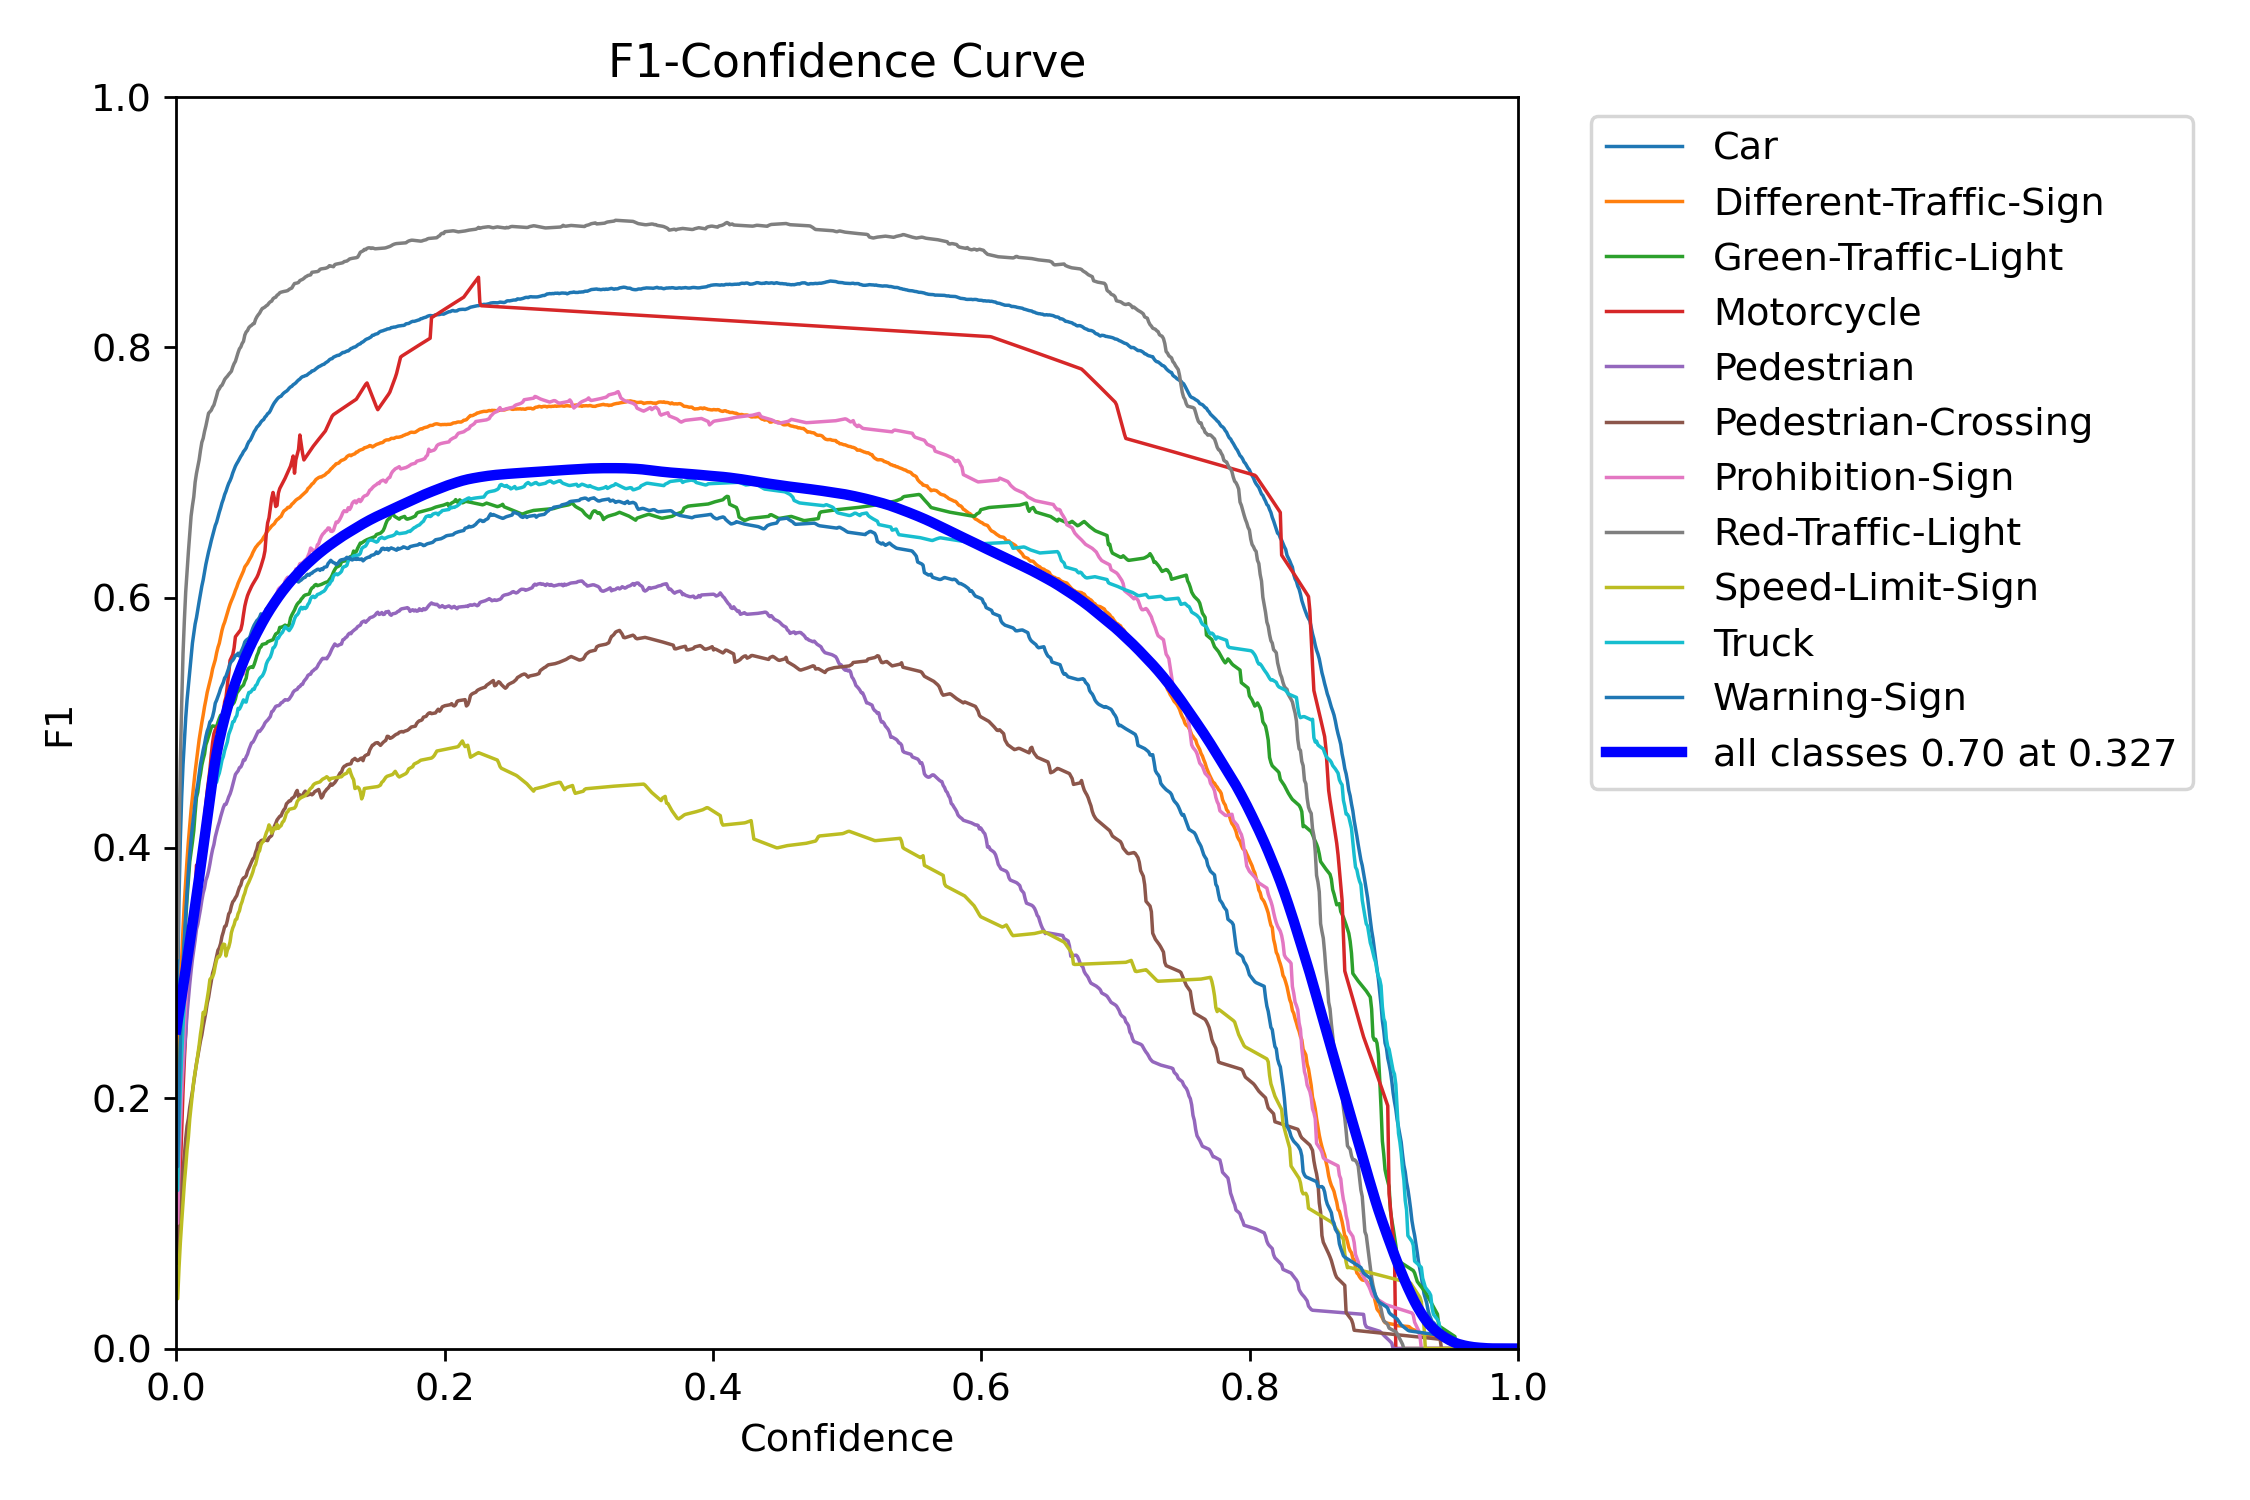 F1-Confidence Curve
1.0
0.8
0.6
0.4
0.2
0.0
F1
0.0 0.2 0.4 0.6 0.8 1.0
Confidence
Car
Different-Traffic-Sign
Green-Traffic-Light
Motorcycle
Pedestrian
Pedestrian-Crossing
Prohibition-Sign
Red-Traffic-Light
Speed-Limit-Sign
Truck
Warning-Sign
all classes 0.70 at 0.327